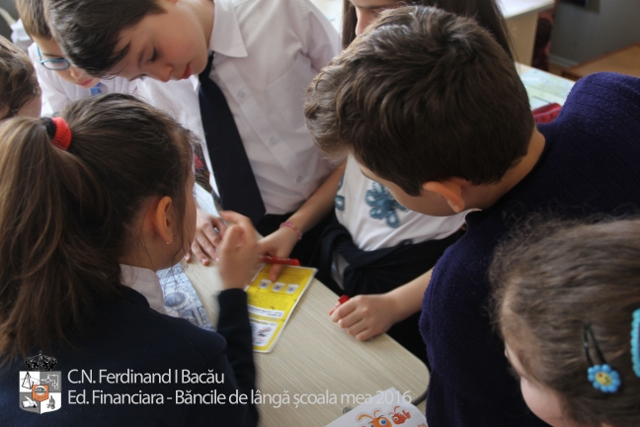 C.N. Ferdinand I Bacău
Ed. Financiara - Băncile de lângă școala mea 2016